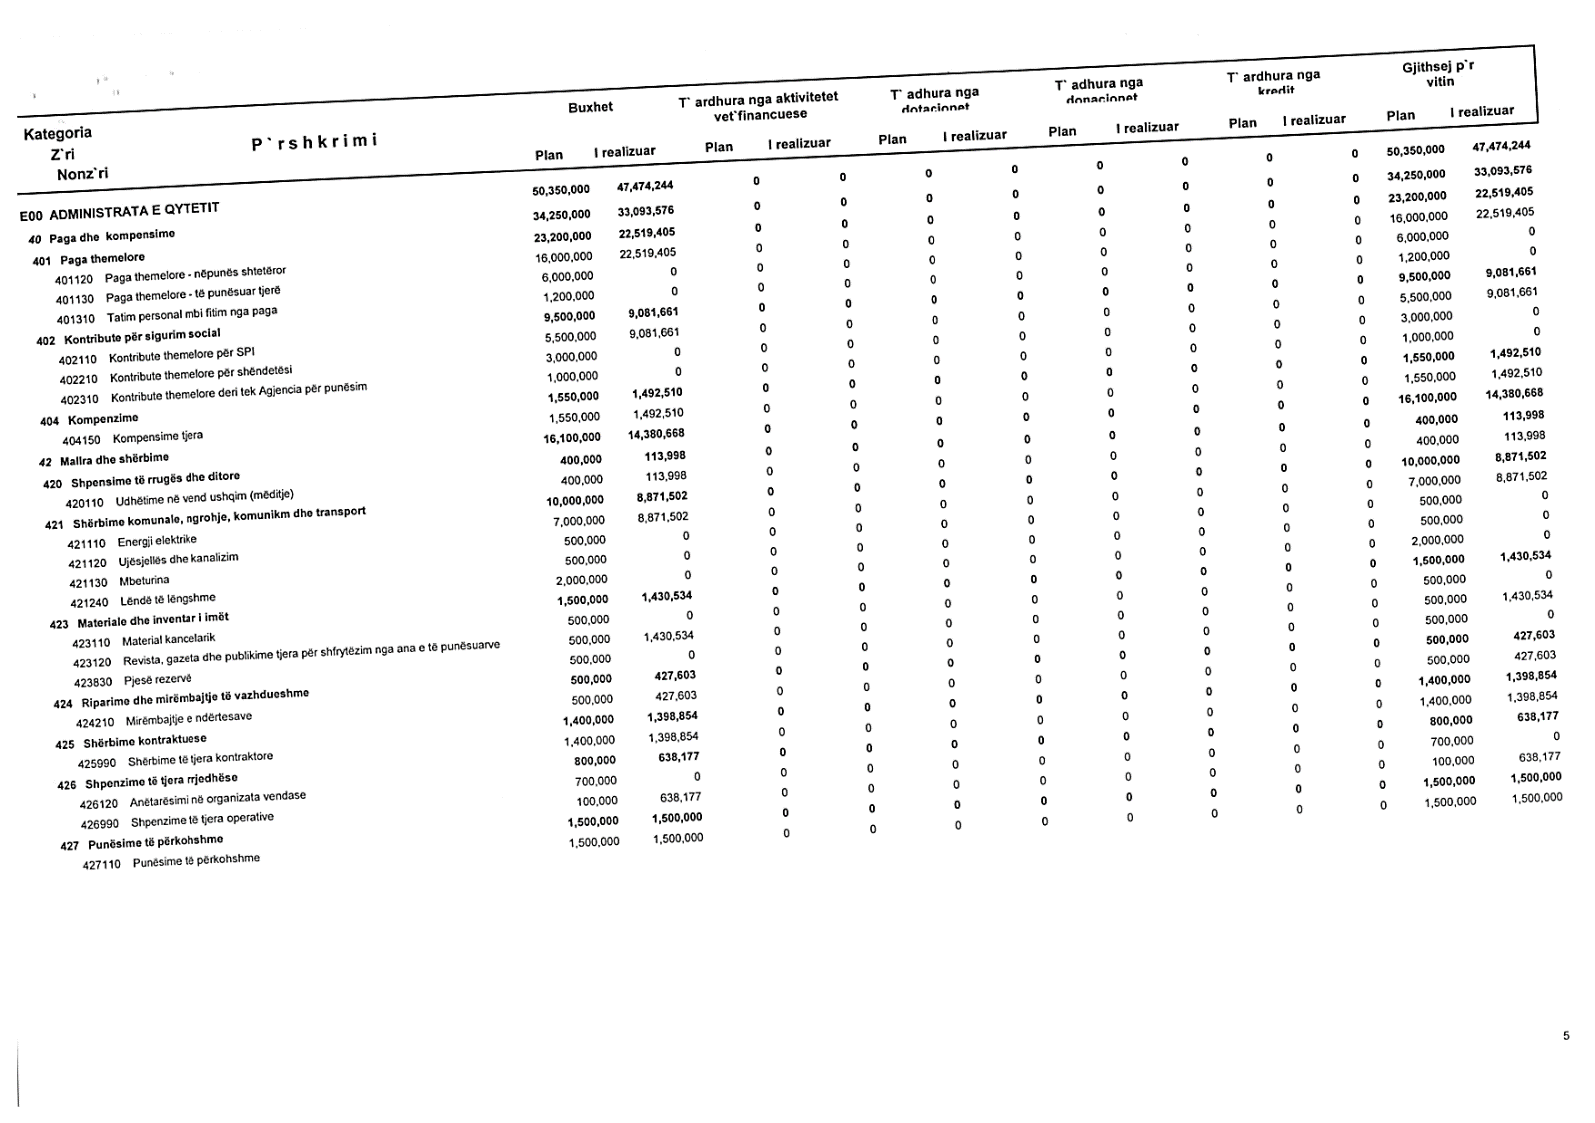 Kategoria
Z`ri
Nonz`ri
P`rshkrimi
Buxhet
T` ardhura nga aktivitetet vet`financuese
T` adhura nga dotacionet
T` adhura nga donacionet
T` ardhura nga kredit
Gjithsej p`r vitin
Plan I realizuar Plan I realizuar Plan I realizuar Plan I realizuar Plan I realizuar Plan I realizuar
E00 ADMINISTRATA E QYTETIT 50,350,000 47,474,244 0 0 0 0 0 0 0 0 50,350,000 47,474,244
40 Paga dhe kompensime 34,250,000 33,093,576 0 0 0 0 0 0 0 0 34,250,000 33,093,576
401 Paga themelore 23,200,000 22,519,405 0 0 0 0 0 0 0 0 23,200,000 22,519,405
401120 Paga themelore - nëpunës shtetëror 16,000,000 22,519,405 0 0 0 0 0 0 0 0 16,000,000 22,519,405
401130 Paga themelore - të punësuar tjerë 6,000,000 0 0 0 0 0 0 0 0 0 6,000,000 0
401310 Tatim personal mbi fitim nga paga 1,200,000 0 0 0 0 0 0 0 0 0 1,200,000 0
402 Kontribute për sigurim social 9,500,000 9,081,661 0 0 0 0 0 0 0 0 9,500,000 9,081,661
402110 Kontribute themelore për SPI 5,500,000 9,081,661 0 0 0 0 0 0 0 0 5,500,000 9,081,661
402210 Kontribute themelore për shëndetësi 3,000,000 0 0 0 0 0 0 0 0 0 3,000,000 0
402310 Kontribute themelore deri tek Agjencia për punësim 1,000,000 0 0 0 0 0 0 0 0 0 1,000,000 0
404 Kompenzime 1,550,000 1,492,510 0 0 0 0 0 0 0 0 1,550,000 1,492,510
404150 Kompensime tjera 1,550,000 1,492,510 0 0 0 0 0 0 0 0 1,550,000 1,492,510
42 Mallra dhe shërbime 16,100,000 14,380,668 0 0 0 0 0 0 0 0 16,100,000 14,380,668
420 Shpensime të rrugës dhe ditore 400,000 113,998 0 0 0 0 0 0 0 0 400,000 113,998
420110 Udhëtime në vend ushqim (mëditje) 400,000 113,998 0 0 0 0 0 0 0 0 400,000 113,998
421 Shërbime komunale, ngrohje, komunikm dhe transport 10,000,000 8,871,502 0 0 0 0 0 0 0 0 10,000,000 8,871,502
421110 Energji elektrike 7,000,000 8,871,502 0 0 0 0 0 0 0 0 7,000,000 8,871,502
421120 Ujësjellës dhe kanalizim 500,000 0 0 0 0 0 0 0 0 0 500,000 0
421130 Mbeturina 500,000 0 0 0 0 0 0 0 0 0 500,000 0
421240 Lëndë të lëngshme 2,000,000 0 0 0 0 0 0 0 0 0 2,000,000 0
423 Materiale dhe inventar i imët 1,500,000 1,430,534 0 0 0 0 0 0 0 0 1,500,000 1,430,534
423110 Material kancelarik 500,000 0 0 0 0 0 0 0 0 0 500,000 0
423120 Revista, gazeta dhe publikime tjera për shfrytëzim nga ana e të punësuarve 500,000 1,430,534 0 0 0 0 0 0 0 0 500,000 1,430,534
423830 Pjesë rezervë 500,000 0 0 0 0 0 0 0 0 0 500,000 0
424 Riparime dhe mirëmbajtje të vazhdueshme 500,000 427,603 0 0 0 0 0 0 0 0 500,000 427,603
424210 Mirëmbajtje e ndërtesave 500,000 427,603 0 0 0 0 0 0 0 0 500,000 427,603
425 Shërbime kontraktuese 1,400,000 1,398,854 0 0 0 0 0 0 0 0 1,400,000 1,398,854
425990 Shërbime të tjera kontraktore 1,400,000 1,398,854 0 0 0 0 0 0 0 0 1,400,000 1,398,854
426 Shpenzime të tjera rrjedhëse 800,000 638,177 0 0 0 0 0 0 0 0 800,000 638,177
426120 Anëtarësimi në organizata vendase 700,000 0 0 0 0 0 0 0 0 0 700,000 0
426990 Shpenzime të tjera operative 100,000 638,177 0 0 0 0 0 0 0 0 100,000 638,177
427 Punësime të përkohshme 1,500,000 1,500,000 0 0 0 0 0 0 0 0 1,500,000 1,500,000
427110 Punësime të përkohshme 1,500,000 1,500,000 0 0 0 0 0 0 0 0 1,500,000 1,500,000
5